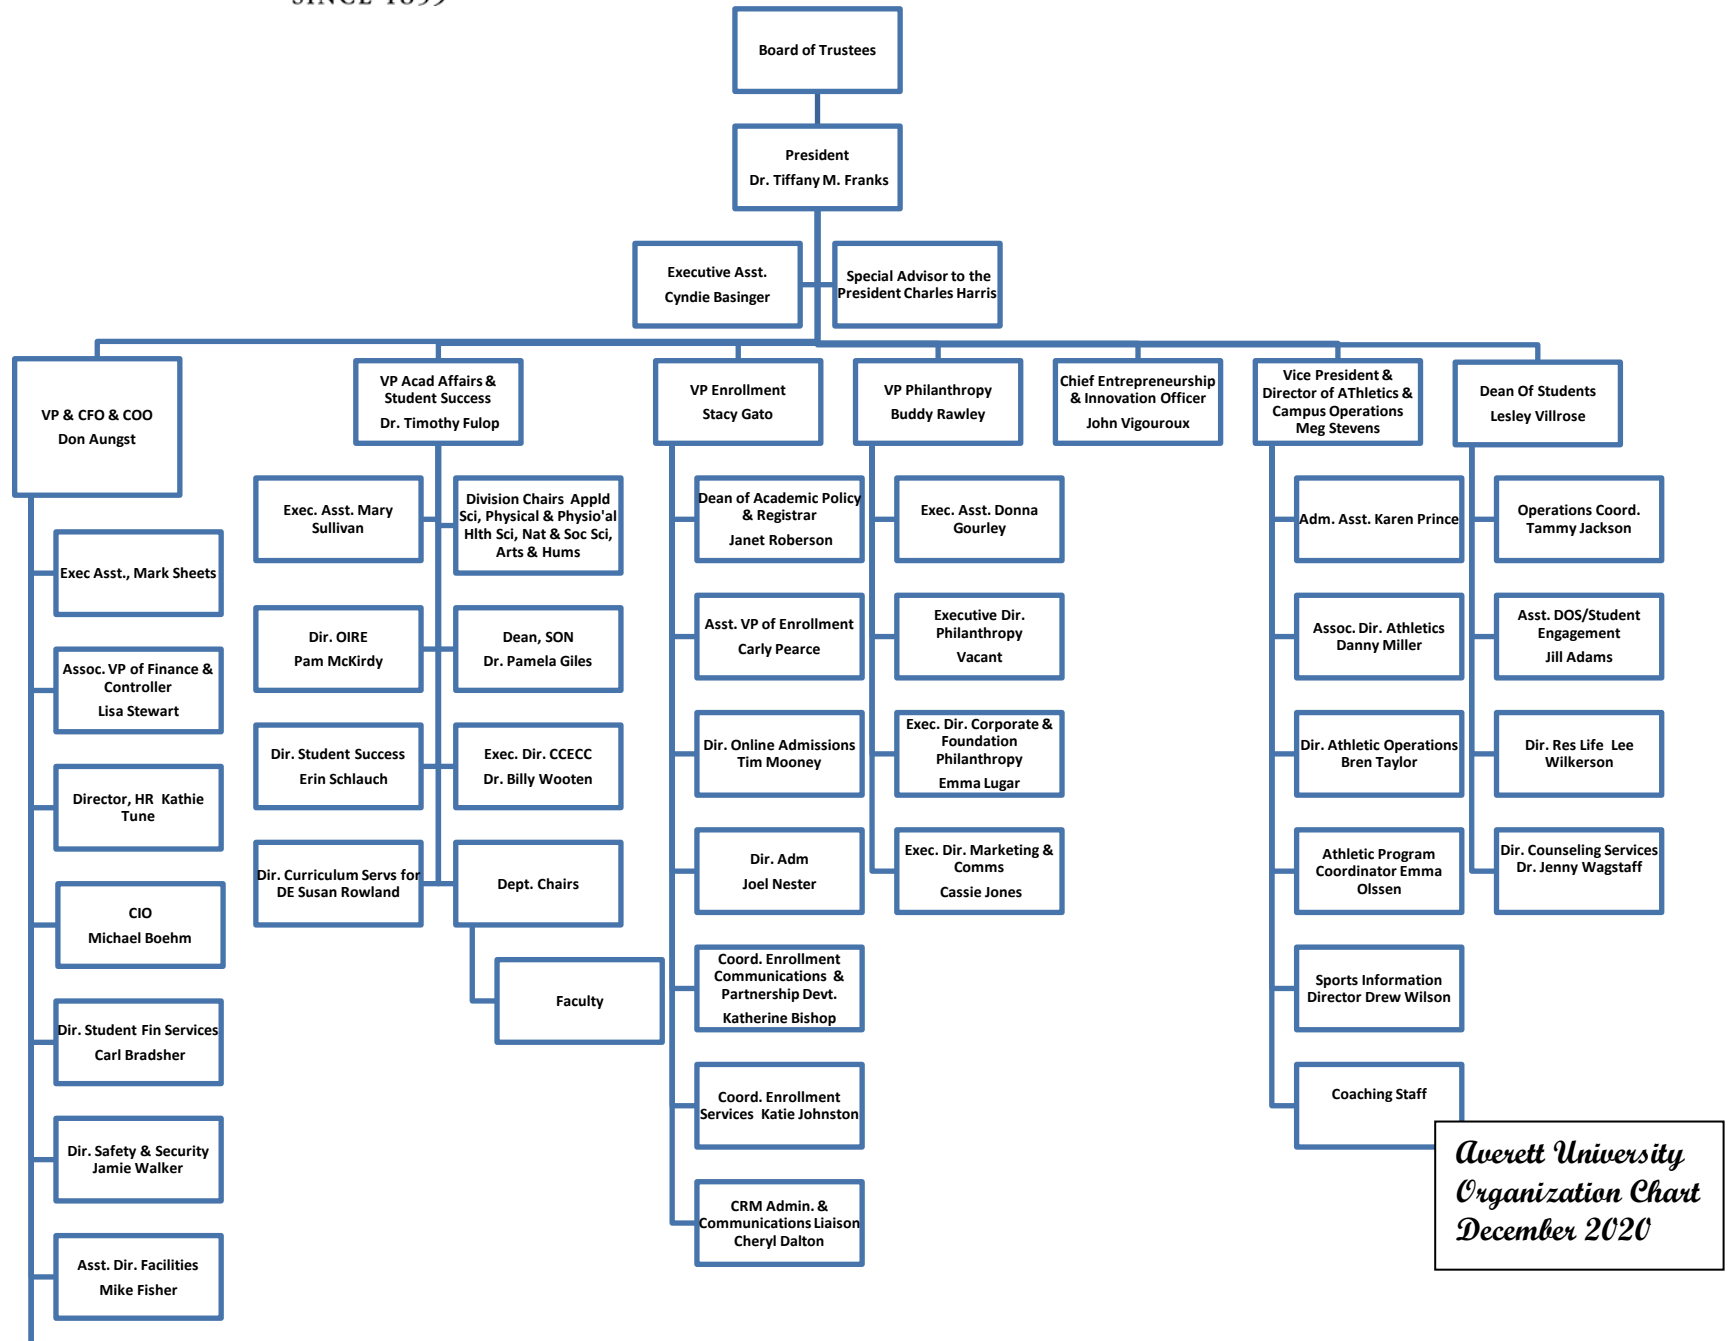 SINCE 1859
Board of Trustees
President
Dr. Tiffany M. Franks
Executive Asst.
Cyndie Basinger
Special Advisor to the
President Charles Harris
VP & CFO & COO
Don Aungst
VP Acad Affairs &
Student Success
Dr. Timothy Fulop
VP Enrollment
Stacy Gato
VP Philanthropy
Buddy Rawley
Chief Entrepreneurship
& Innovation Officer
John Vigouroux
Vice President &
Director of AThletics &
Campus Operations
Meg Stevens
Dean Of Students
Lesley Villrose
Exec Asst., Mark Sheets
Assoc. VP of Finance &
Controller
Lisa Stewart
Director, HR Kathie
Tune
CIO
Michael Boehm
Dir. Student Fin Services
Carl Bradsher
Dir. Safety & Security
Jamie Walker
Asst. Dir. Facilities
Mike Fisher
Exec. Asst. Mary
Sullivan
Division Chairs Appld
Sci, Physical & Physio'al
Hlth Sci, Nat & Soc Sci,
Arts & Hums
Dir. OIRE
Pam McKirdy
Dean, SON
Dr. Pamela Giles
Dir. Student Success
Erin Schlauch
Exec. Dir. CCECC
Dr. Billy Wooten
Dir. Curriculum Servs for
DE Susan Rowland
Dept. Chairs
Faculty
Dean of Academic Policy
& Registrar
Janet Roberson
Asst. VP of Enrollment
Carly Pearce
Dir. Online Admissions
Tim Mooney
Dir. Adm
Joel Nester
Coord. Enrollment
Communications &
Partnership Devt.
Katherine Bishop
Coord. Enrollment
Services Katie Johnston
CRM Admin. &
Communications Liaison
Cheryl Dalton
Exec. Asst. Donna
Gourley
Executive Dir.
Philanthropy
Vacant
Exec. Dir. Corporate &
Foundation
Philanthropy
Emma Lugar
Exec. Dir. Marketing &
Comms
Cassie Jones
Adm. Asst. Karen Prince
Assoc. Dir. Athletics
Danny Miller
Dir. Athletic Operations
Bren Taylor
Athletic Program
Coordinator Emma
Olssen
Sports Information
Director Drew Wilson
Coaching Staff
Operations Coord.
Tammy Jackson
Asst. DOS/Student
Engagement
Jill Adams
Dir. Res Life Lee
Wilkerson
Dir. Counseling Services
Dr. Jenny Wagstaff
Averett University
Organization Chart
December 2020